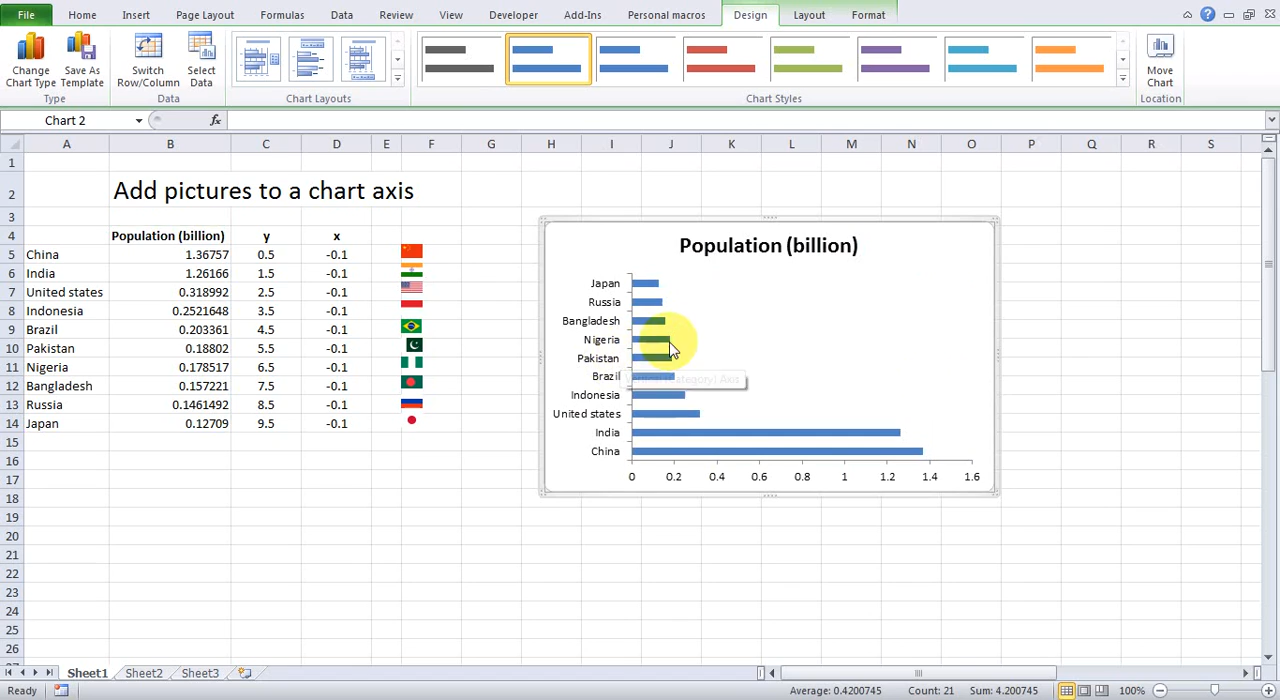 File Home Insert Page Layout Formulas Data Review View Developer Add-Ins Personal macros Design Layout Format
Change Chart Type Save As Template Switch Row/Column Select Data Move Chart
Type Data Chart Layouts Chart Styles Location
Chart 2 fx
A B C D E F G H I J K L M N O P Q R S
1
2 Add pictures to a chart axis
3
4 Population (billion) y x
5 China 1.36757 0.5 -0.1
6 India 1.26166 1.5 -0.1
7 United states 0.318992 2.5 -0.1
8 Indonesia 0.2521648 3.5 -0.1
9 Brazil 0.203361 4.5 -0.1
10 Pakistan 0.18802 5.5 -0.1
11 Nigeria 0.178517 6.5 -0.1
12 Bangladesh 0.157221 7.5 -0.1
13 Russia 0.1461492 8.5 -0.1
14 Japan 0.12709 9.5 -0.1
15
16
17
18
19
20
21
22
23
24
25
26
Population (billion)
Japan
Russia
Bangladesh
Nigeria
Pakistan
Brazil
Indonesia
United states
India
China
0 0.2 0.4 0.6 0.8 1 1.2 1.4 1.6
Sheet1 Sheet2 Sheet3
Ready Average: 0.4200745 Count: 21 Sum: 4.200745 100%